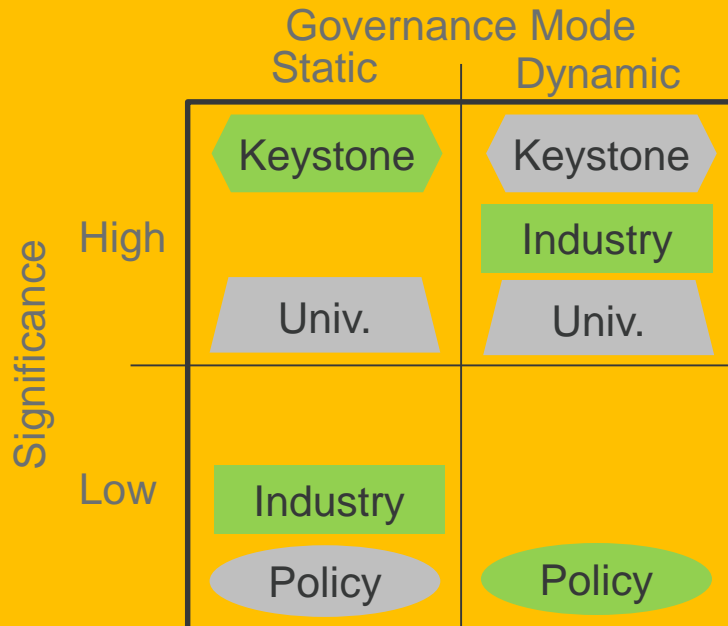 Governance Mode
Static Dynamic
Keystone Keystone
High Industry
Univ. Univ.
Significance
Low Industry
Policy Policy